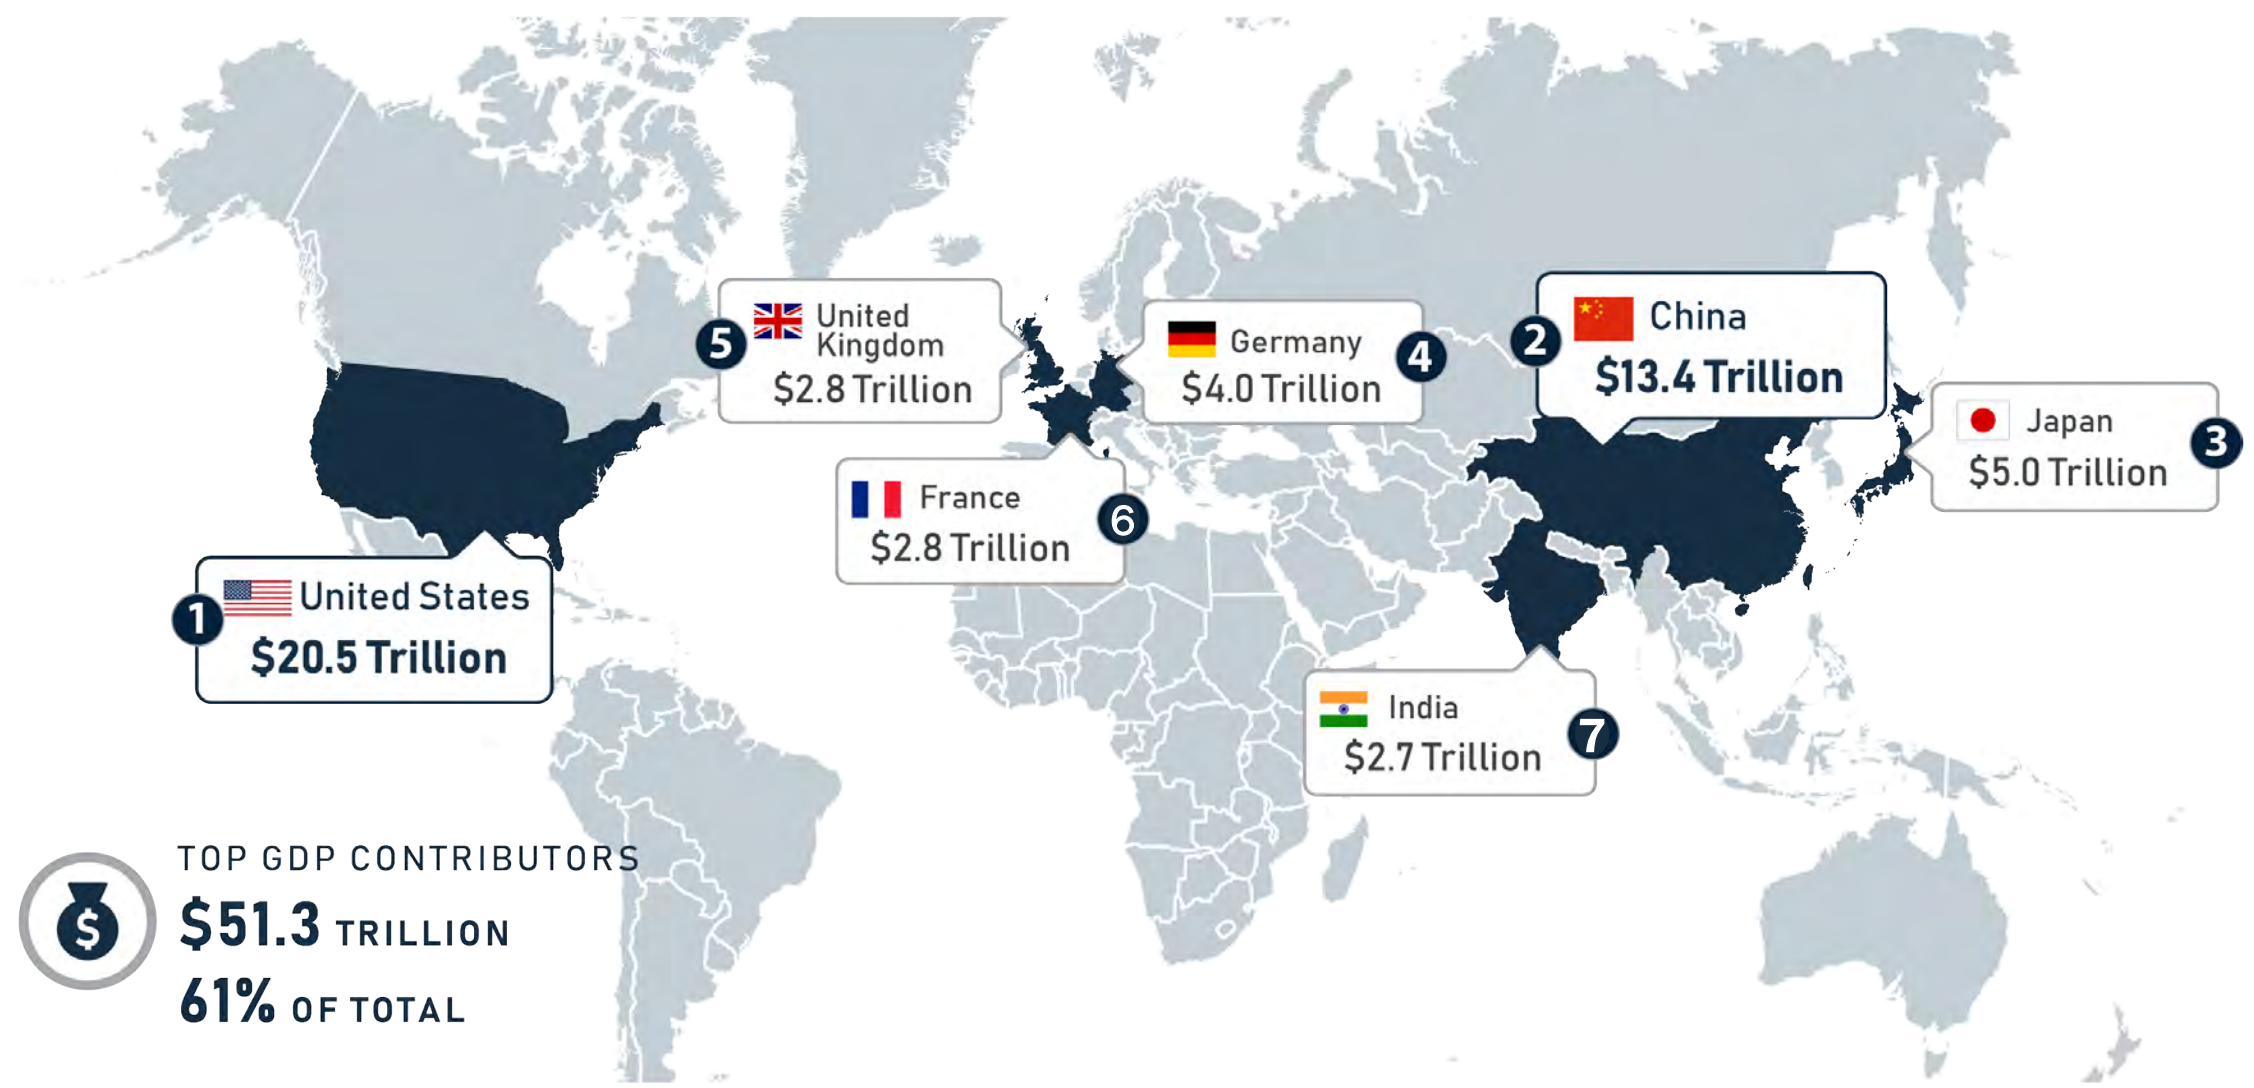 5
United
Kingdom
$2.8 Trillion
Germany
4
$4.0 Trillion
2
China
$13.4 Trillion
Japan
3
$5.0 Trillion
France
6
$2.8 Trillion
1
United States
$20.5 Trillion
India
7
$2.7 Trillion
$
TOP GDP CONTRIBUTORS
$51.3 TRILLION
61% OF TOTAL